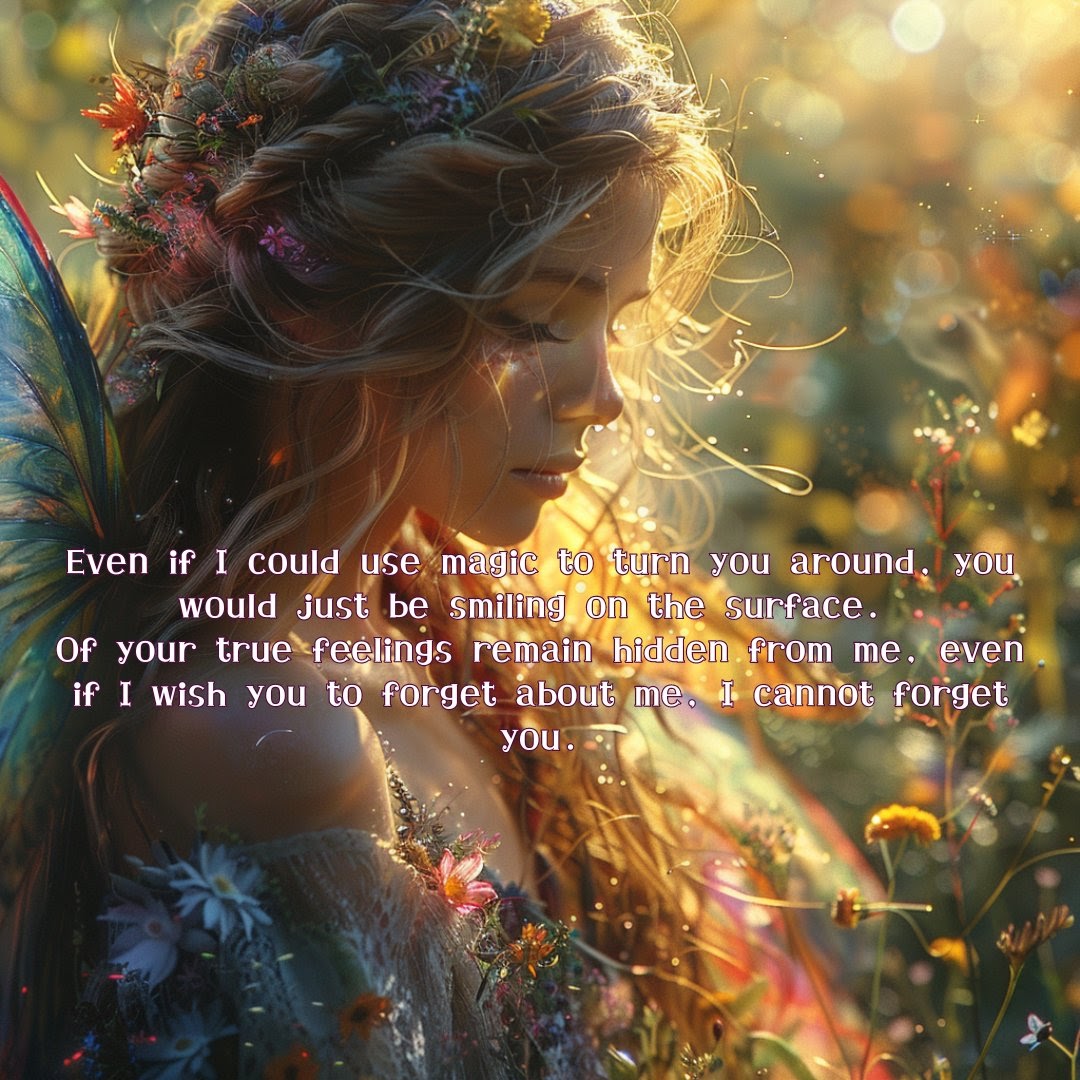 Even if I could use magic to turn you around, you
would just be smiling on the surface.
Of your true feelings remain hidden from me, even
if I wish you to forget about me, I cannot forget
you.